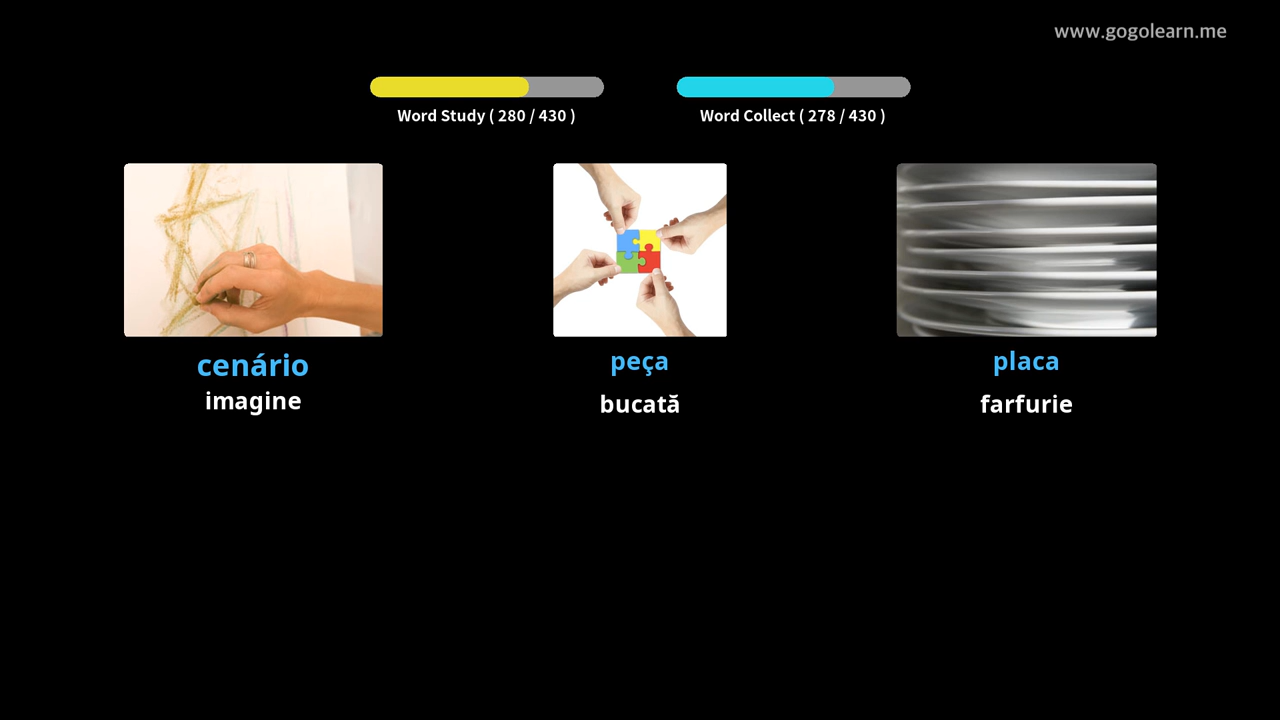 www.gogolearn.me
Word Study ( 280 / 430 )
Word Collect ( 278 / 430 )
cenário
imagine
peça
bucată
placa
farfurie